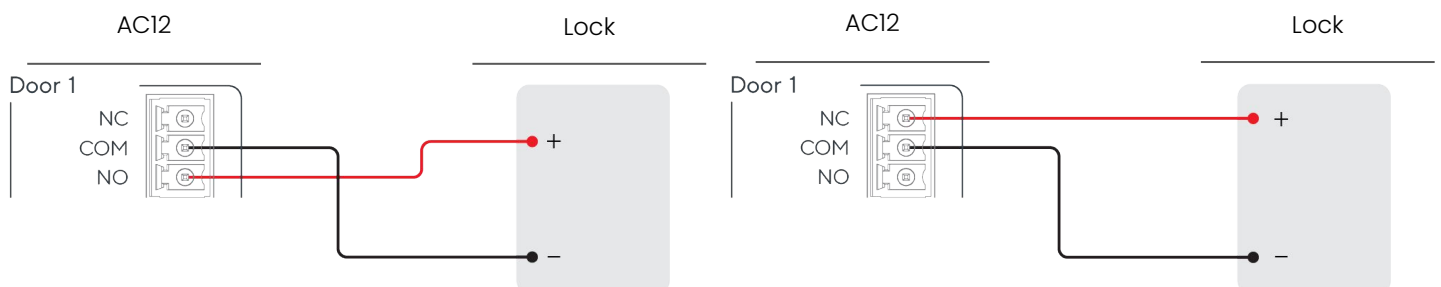 AC12
Lock
Door 1
NC
COM
NO
+
−
AC12
Lock
Door 1
NC
COM
NO
+
−